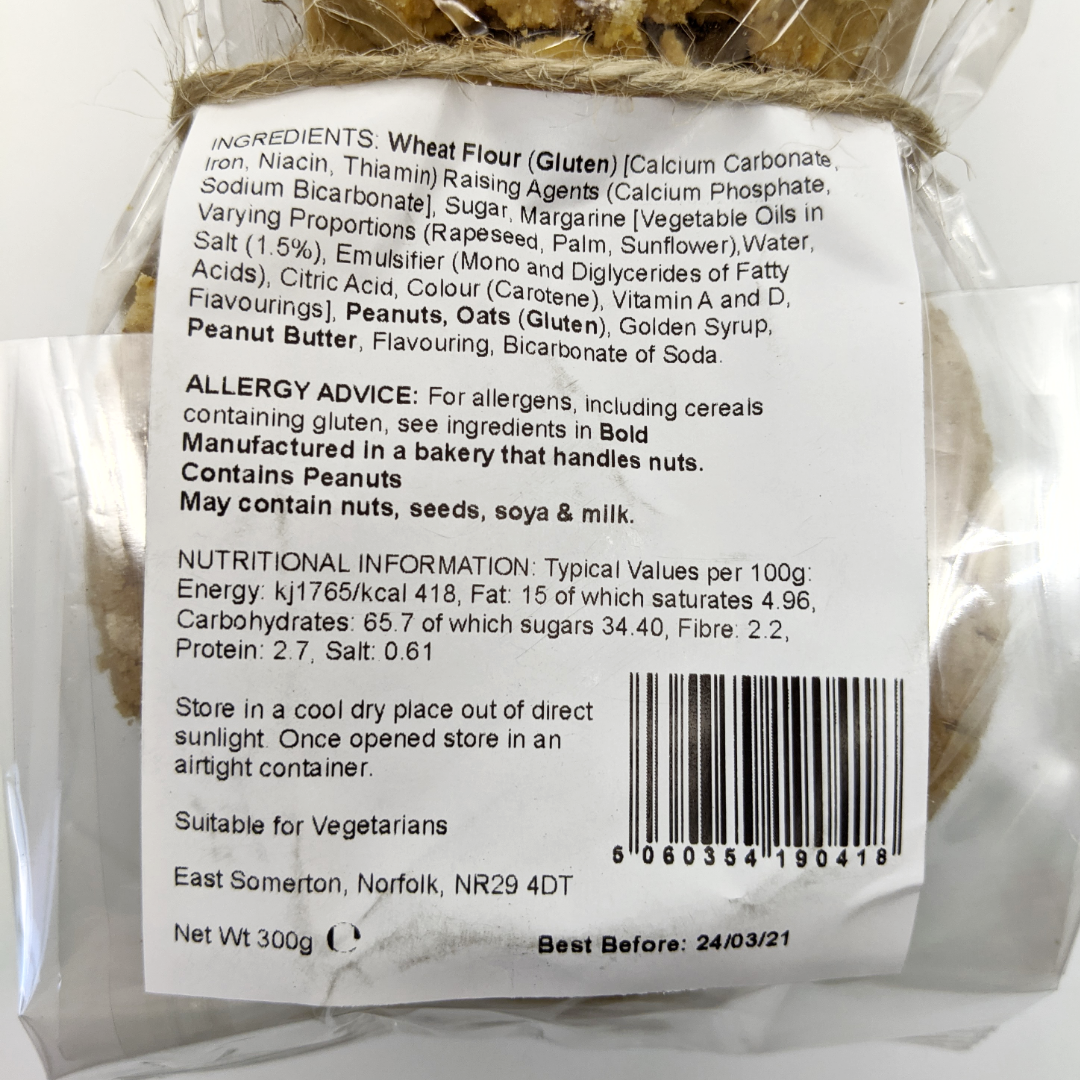 INGREDIENTS: Wheat Flour (Gluten) [Calcium Carbonate,
Iron, Niacin, Thiamin) Raising Agents (Calcium Phosphate,
Sodium Bicarbonate], Sugar, Margarine [Vegetable Oils in
Varying Proportions (Rapeseed, Palm, Sunflower),Water,
Salt (1.5%), Emulsifier (Mono and Diglycerides of Fatty
Acids), Citric Acid, Colour (Carotene), Vitamin A and D,
Flavourings], Peanuts, Oats (Gluten), Golden Syrup,
Peanut Butter, Flavouring, Bicarbonate of Soda.
ALLERGY ADVICE: For allergens, including cereals
containing gluten, see ingredients in Bold
Manufactured in a bakery that handles nuts.
Contains Peanuts
May contain nuts, seeds, soya & milk.
NUTRITIONAL INFORMATION: Typical Values per 100g:
Energy: kj1765/kcal 418, Fat: 15 of which saturates 4.96,
Carbohydrates: 65.7 of which sugars 34.40, Fibre: 2.2,
Protein: 2.7, Salt: 0.61
Store in a cool dry place out of direct
sunlight. Once opened store in an
airtight container.
Suitable for Vegetarians
5 060354 190418
East Somerton, Norfolk, NR29 4DT
Net Wt 300g ℮
Best Before: 24/03/21